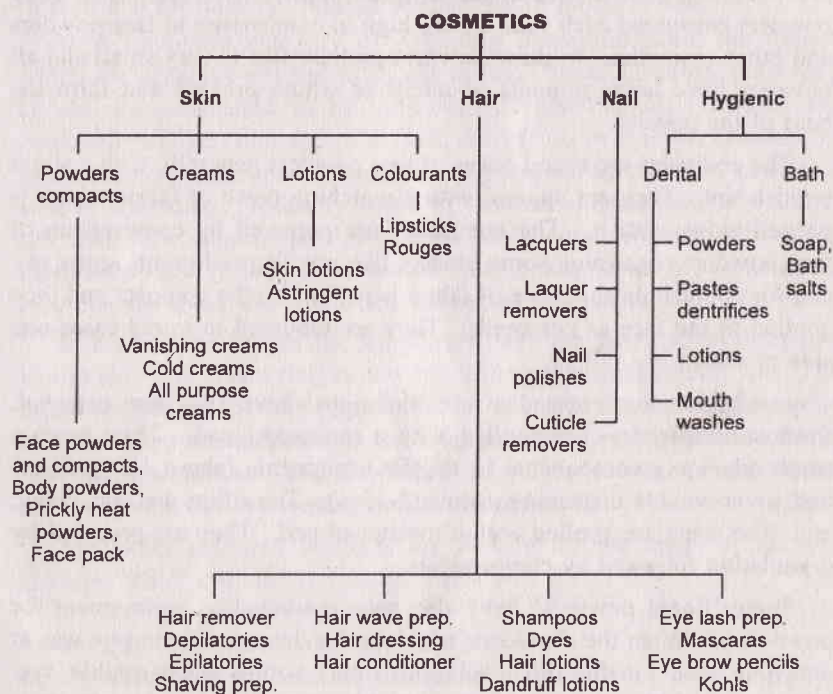 COSMETICS
Skin
Hair
Nail
Hygienic
Powders
compacts
Creams
Lotions
Colourants
Dental
Bath
Lipsticks
Rouges
Skin lotions
Astringent
lotions
Vanishing creams
Cold creams
All purpose
creams
Face powders
and compacts,
Body powders,
Prickly heat
powders,
Face pack
Lacquers
Laquer
removers
Nail
polishes
Cuticle
removers
Powders
Pastes
dentrifices
Lotions
Mouth
washes
Soap,
Bath
salts
Hair remover
Depilatories
Epilatories
Shaving prep.
Hair wave prep.
Hair dressing
Hair conditioner
Shampoos
Dyes
Hair lotions
Dandruff lotions
Eye lash prep.
Mascaras
Eye brow pencils
Kohls